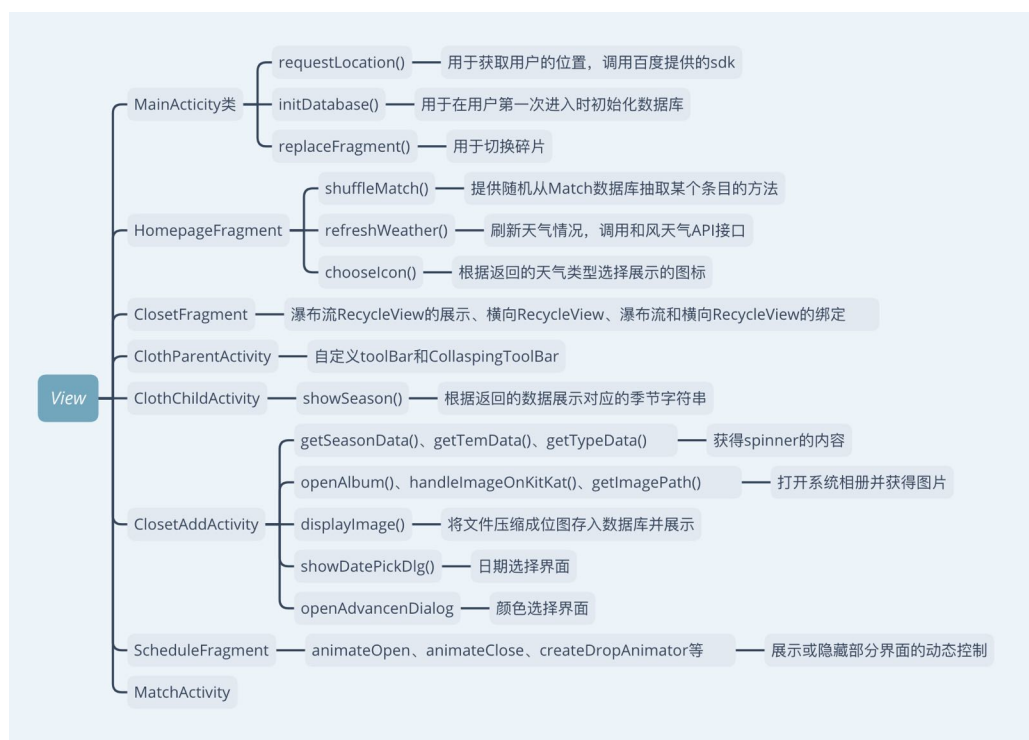 View
MainActicity类
requestLocation()
用于获取用户的位置，调用百度提供的sdk
initDatabase()
用于在用户第一次进入时初始化数据库
replaceFragment()
用于切换碎片
HomepageFragment
shuffleMatch()
提供随机从Match数据库抽取某个条目的方法
refreshWeather()
刷新天气情况，调用和风天气API接口
chooseIcon()
根据返回的天气类型选择展示的图标
ClosetFragment
瀑布流RecycleView的展示、横向RecycleView、瀑布流和横向RecycleView的绑定
ClothParentActivity
自定义toolBar和CollaspingToolBar
ClothChildActivity
showSeason()
根据返回的数据展示对应的季节字符串
ClosetAddActivity
getSeasonData()、getTemData()、getTypeData()
获得spinner的内容
openAlbum()、handleImageOnKitKat()、getImagePath()
打开系统相册并获得图片
displayImage()
将文件压缩成位图存入数据库并展示
showDatePickDlg()
日期选择界面
openAdvancenDialog
颜色选择界面
ScheduleFragment
animateOpen、animateClose、createDropAnimator等
展示或隐藏部分界面的动态控制
MatchActivity